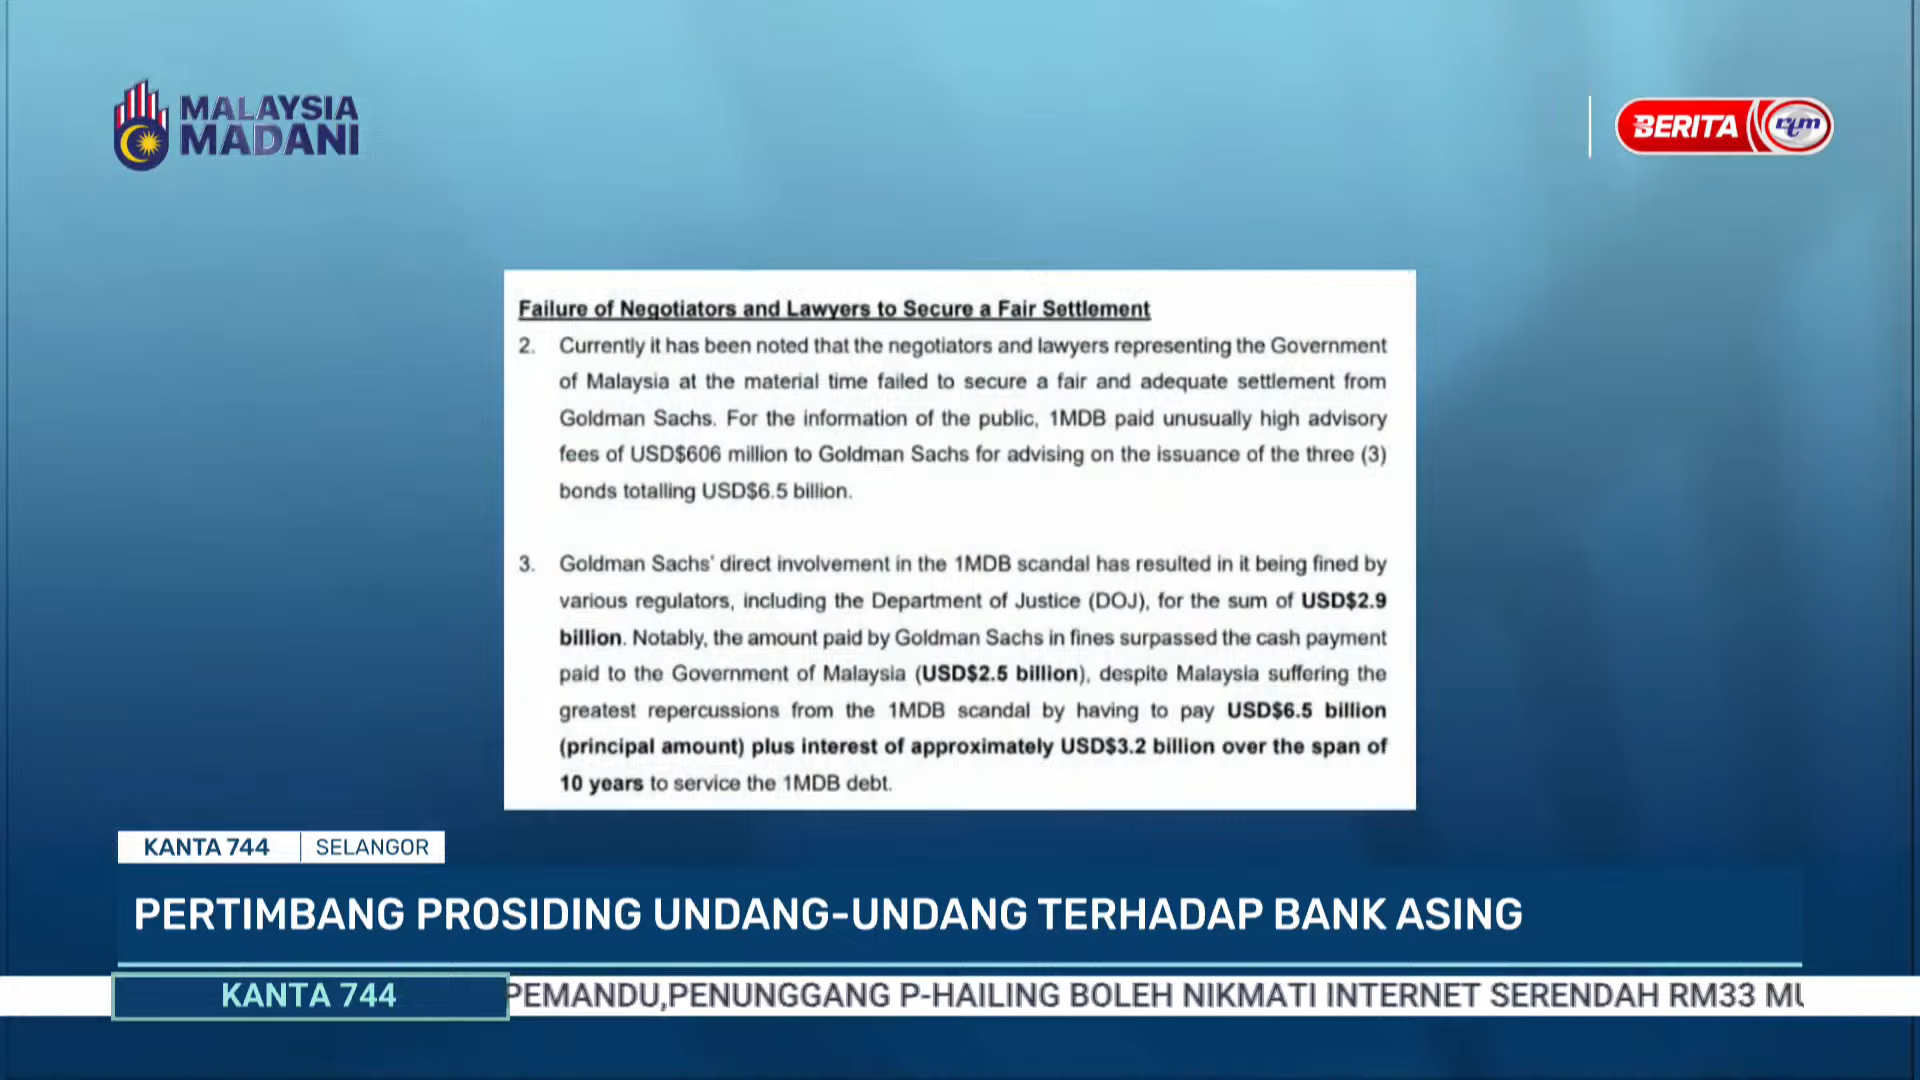 MALAYSIA
MADANI
BERITA rtm
Failure of Negotiators and Lawyers to Secure a Fair Settlement
2. Currently it has been noted that the negotiators and lawyers representing the Government
of Malaysia at the material time failed to secure a fair and adequate settlement from
Goldman Sachs. For the information of the public, 1MDB paid unusually high advisory
fees of USD$606 million to Goldman Sachs for advising on the issuance of the three (3)
bonds totalling USD$6.5 billion.
3. Goldman Sachs' direct involvement in the 1MDB scandal has resulted in it being fined by
various regulators, including the Department of Justice (DOJ), for the sum of USD$2.9
billion. Notably, the amount paid by Goldman Sachs in fines surpassed the cash payment
paid to the Government of Malaysia (USD$2.5 billion), despite Malaysia suffering the
greatest repercussions from the 1MDB scandal by having to pay USD$6.5 billion
(principal amount) plus interest of approximately USD$3.2 billion over the span of
10 years to service the 1MDB debt.
KANTA 744 SELANGOR
PERTIMBANG PROSIDING UNDANG-UNDANG TERHADAP BANK ASING
KANTA 744 PEMANDU,PENUNGGANG P-HAILING BOLEH NIKMATI INTERNET SERENDAH RM33